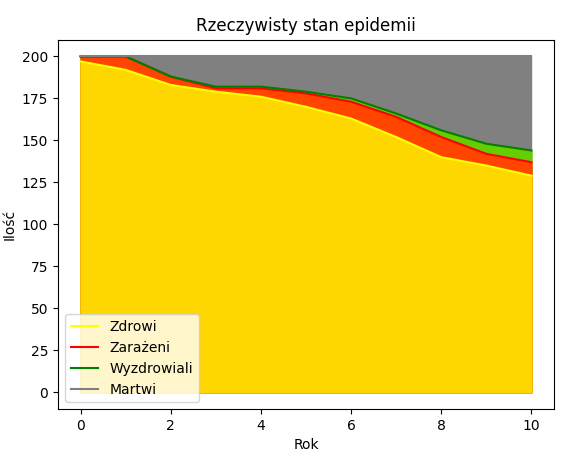 Rzeczywisty stan epidemii
200
175
150
125
100
75
50
25
0
Ilość
Zdrowi
Zarażeni
Wyzdrowiali
Martwi
0 2 4 6 8 10
Rok